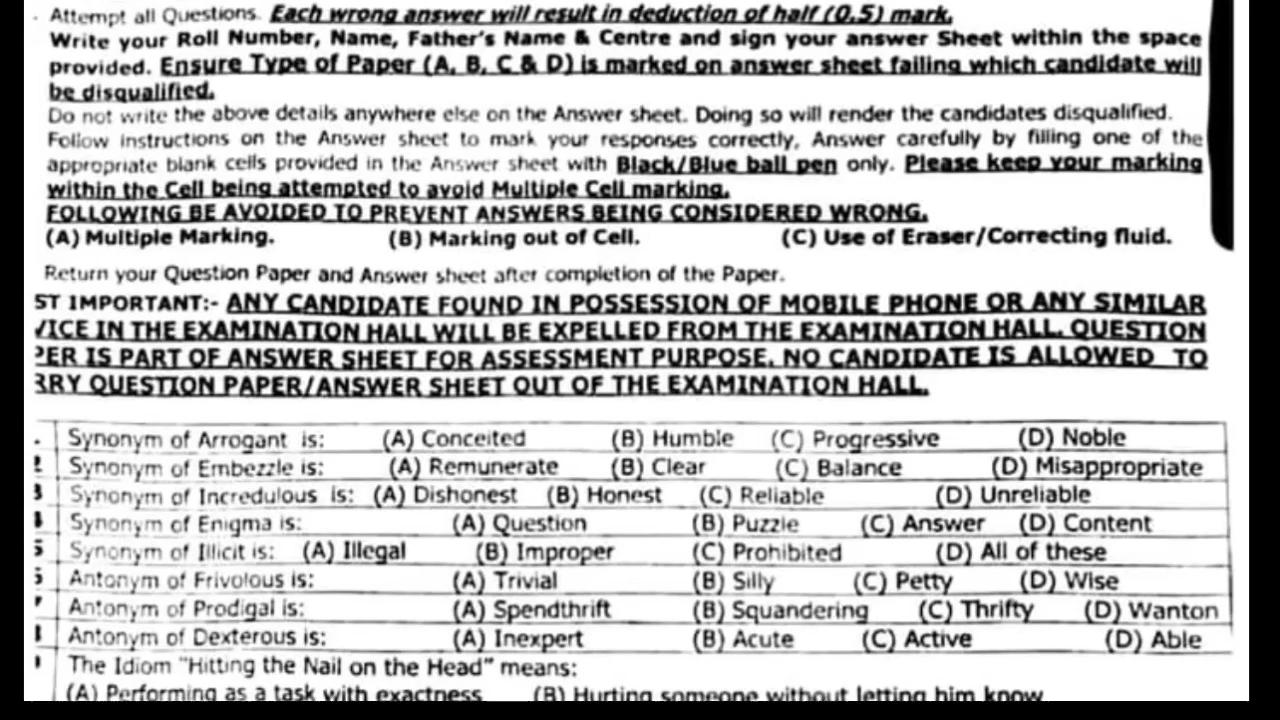 Attempt all Questions. Each wrong answer will result in deduction of half (0.5) mark.
Write your Roll Number, Name, Father's Name & Centre and sign your answer Sheet within the space
provided. Ensure Type of Paper (A, B, C & D) is marked on answer sheet failing which candidate will
be disqualified.
Do not write the above details anywhere else on the Answer sheet. Doing so will render the candidates disqualified.
Follow instructions on the Answer sheet to mark your responses correctly, Answer carefully by filling one of the
appropriate blank cells provided in the Answer sheet with Black/Blue ball pen only. Please keep your marking
within the Cell being attempted to avoid Multiple Cell marking.
FOLLOWING BE AVOIDED TO PREVENT ANSWERS BEING CONSIDERED WRONG.
(A) Multiple Marking. (B) Marking out of Cell. (C) Use of Eraser/Correcting fluid.
Return your Question Paper and Answer sheet after completion of the Paper.
ST IMPORTANT:- ANY CANDIDATE FOUND IN POSSESSION OF MOBILE PHONE OR ANY SIMILAR
VICE IN THE EXAMINATION HALL WILL BE EXPELLED FROM THE EXAMINATION HALL. QUESTION
PER IS PART OF ANSWER SHEET FOR ASSESSMENT PURPOSE. NO CANDIDATE IS ALLOWED TO
RRY QUESTION PAPER/ANSWER SHEET OUT OF THE EXAMINATION HALL.
Synonym of Arrogant is: (A) Conceited (B) Humble (C) Progressive (D) Noble
Synonym of Embezzle is: (A) Remunerate (B) Clear (C) Balance (D) Misappropriate
Synonym of Incredulous is: (A) Dishonest (B) Honest (C) Reliable (D) Unreliable
Synonym of Enigma is: (A) Question (B) Puzzle (C) Answer (D) Content
Synonym of Illicit is: (A) Illegal (B) Improper (C) Prohibited (D) All of these
Antonym of Frivolous is: (A) Trivial (B) Silly (C) Petty (D) Wise
Antonym of Prodigal is: (A) Spendthrift (B) Squandering (C) Thrifty (D) Wanton
Antonym of Dexterous is: (A) Inexpert (B) Acute (C) Active (D) Able
The Idiom "Hitting the Nail on the Head" means:
(A) Performing as a task with exactness (B) Hurting someone without letting him know